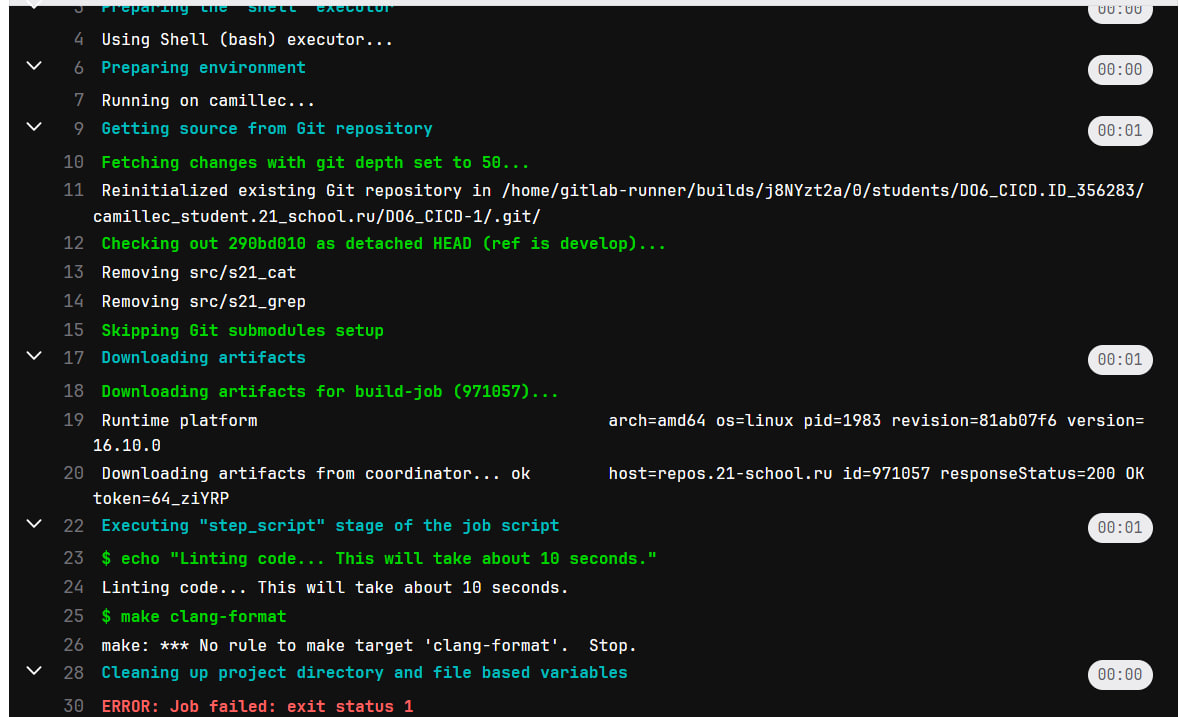 3 Preparing the "shell" executor 00:00
4 Using Shell (bash) executor...
6 Preparing environment 00:00
7 Running on camillec...
9 Getting source from Git repository 00:01
10 Fetching changes with git depth set to 50...
11 Reinitialized existing Git repository in /home/gitlab-runner/builds/j8NYzt2a/0/students/DO6_CICD.ID_356283/
camillec_student.21_school.ru/DO6_CICD-1/.git/
12 Checking out 290bd010 as detached HEAD (ref is develop)...
13 Removing src/s21_cat
14 Removing src/s21_grep
15 Skipping Git submodules setup
17 Downloading artifacts 00:01
18 Downloading artifacts for build-job (971057)...
19 Runtime platform arch=amd64 os=linux pid=1983 revision=81ab07f6 version=
16.10.0
20 Downloading artifacts from coordinator... ok host=repos.21-school.ru id=971057 responseStatus=200 OK
token=64_ziYRP
22 Executing "step_script" stage of the job script 00:01
23 $ echo "Linting code... This will take about 10 seconds."
24 Linting code... This will take about 10 seconds.
25 $ make clang-format
26 make: *** No rule to make target 'clang-format'.  Stop.
28 Cleaning up project directory and file based variables 00:00
30 ERROR: Job failed: exit status 1